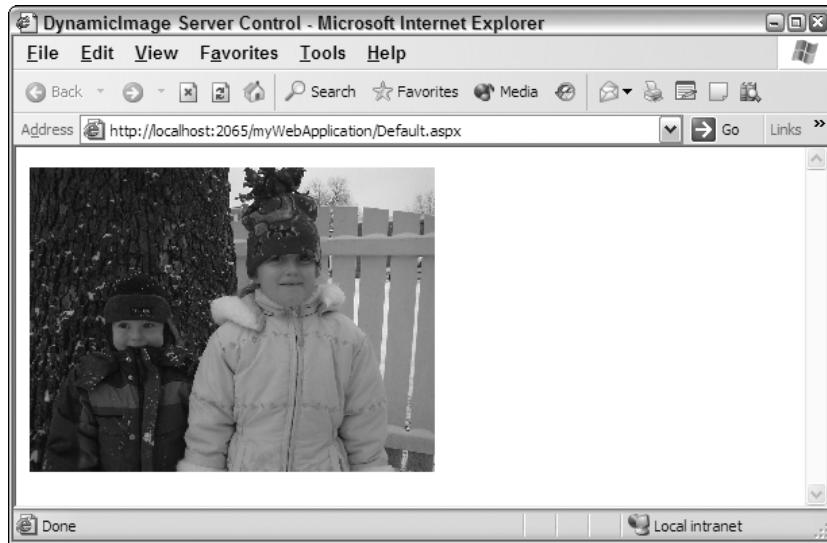 DynamicImage Server Control - Microsoft Internet Explorer
File Edit View Favorites Tools Help
Back Search Favorites Media
Address http://localhost:2065/myWebApplication/Default.aspx Go Links »
Done Local intranet